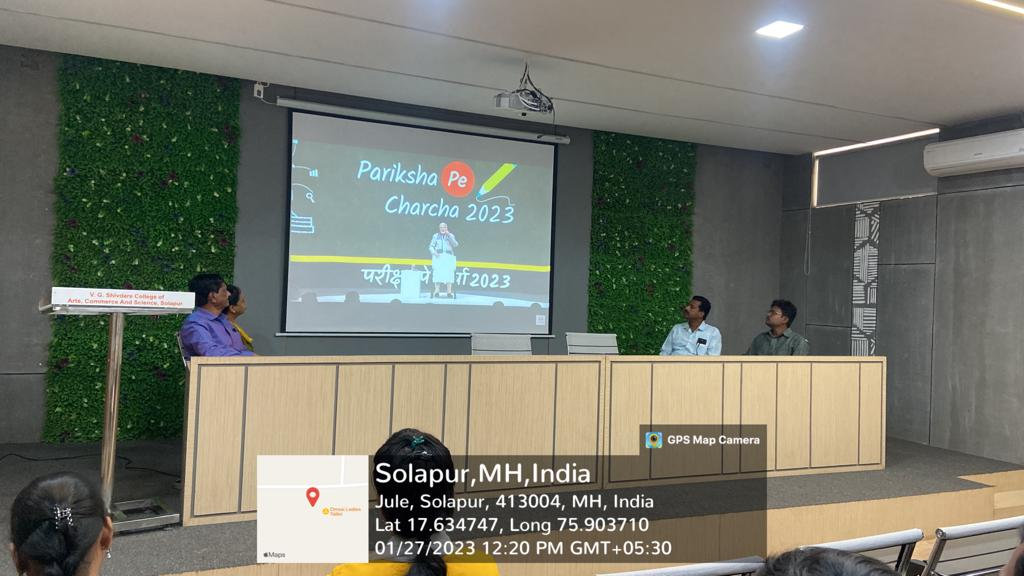 Pariksha Pe
Charcha 2023
परीक्षा पे चर्चा 2023
V. G. Shivdare College of
Arts, Commerce And Science, Solapur
GPS Map Camera
Solapur,MH,India
Jule, Solapur, 413004, MH, India
Lat 17.634747, Long 75.903710
01/27/2023 12:20 PM GMT+05:30
Maps